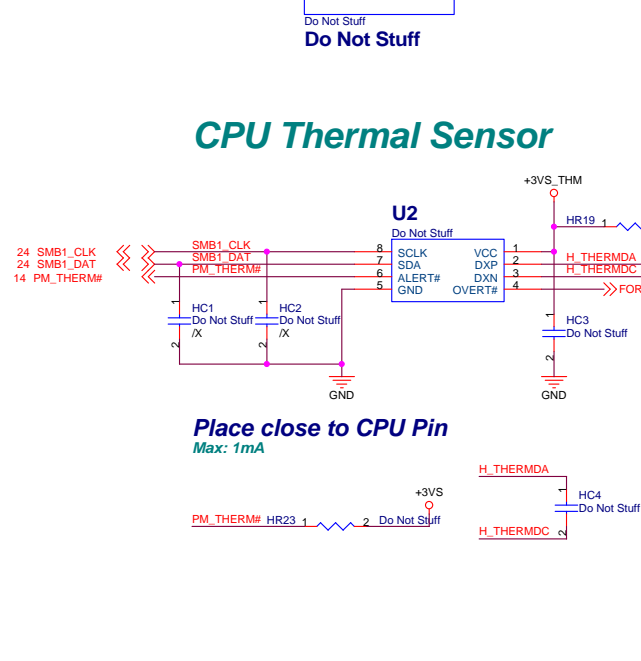 Do Not Stuff
Do Not Stuff
CPU Thermal Sensor
+3VS_THM
U2
Do Not Stuff
HR19 1
24 SMB1_CLK
SMB1_CLK
8 SCLK VCC 1
24 SMB1_DAT
SMB1_DAT
7 SDA DXP 2 H_THERMDA
14 PM_THERM#
PM_THERM#
6 ALERT# DXN 3 H_THERMDC
5 GND OVERT# 4 FOR
1 HC1
Do Not Stuff
/X
2
1 HC2
Do Not Stuff
/X
2
1 HC3
Do Not Stuff
2
GND
GND
Place close to CPU Pin
Max: 1mA
H_THERMDA
+3VS
1 HC4
Do Not Stuff
PM_THERM# HR23 1 2 Do Not Stuff
H_THERMDC 2